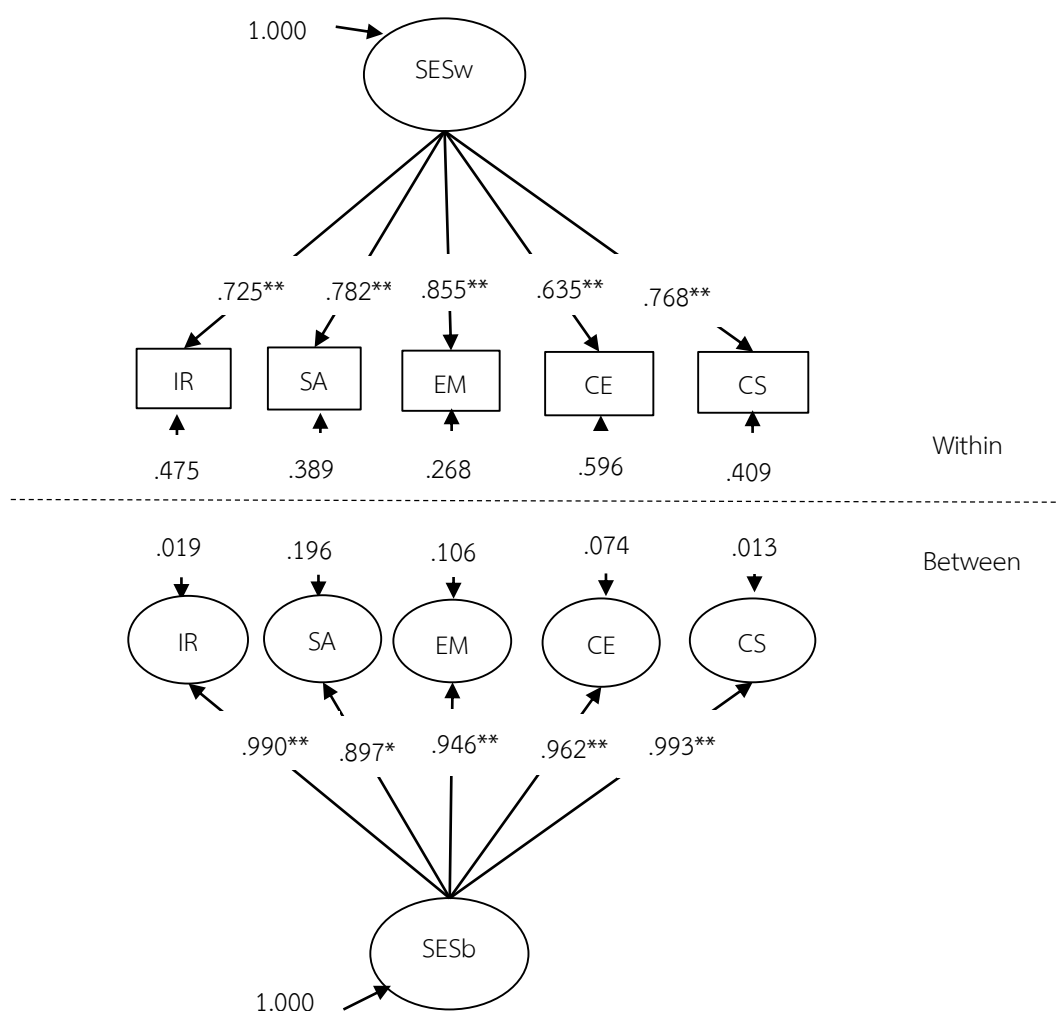 1.000
SESw
.725** .782** .855** .635** .768**
IR SA EM CE CS
.475 .389 .268 .596 .409
Within
.019 .196 .106 .074 .013
Between
IR SA EM CE CS
.990** .897* .946** .962** .993**
SESb
1.000